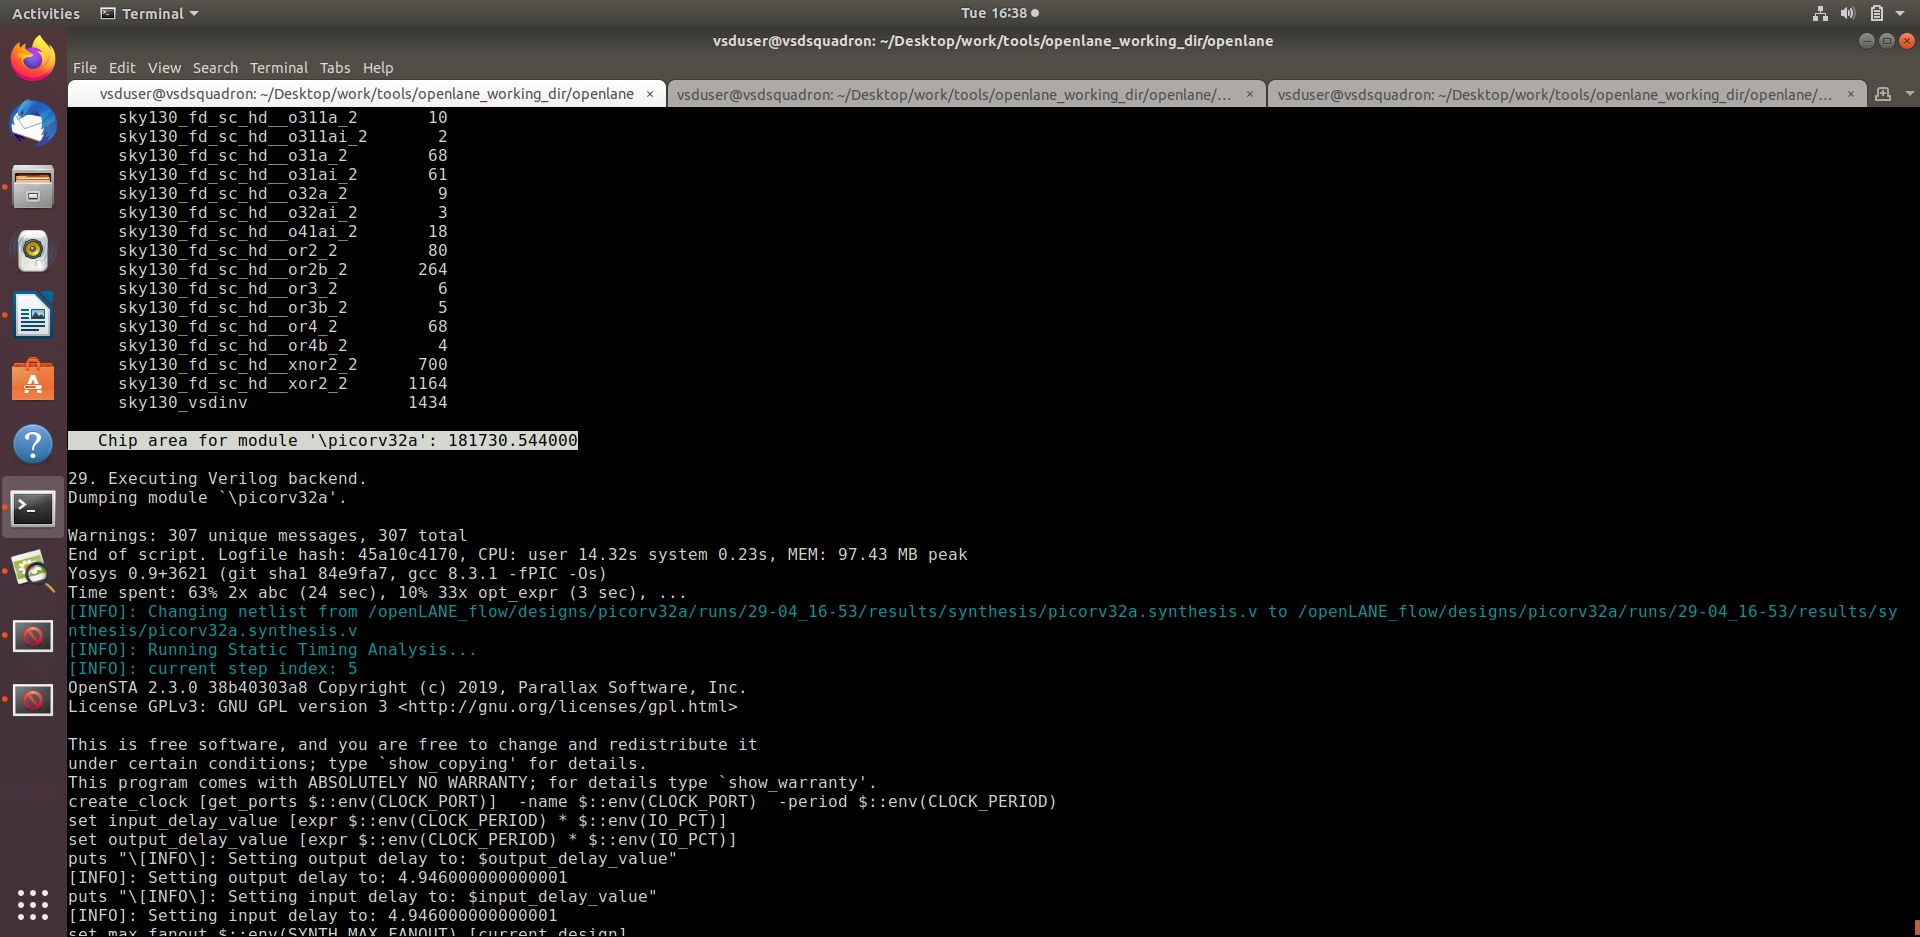 Activities Terminal Tue 16:38
vsduser@vsdsquadron: ~/Desktop/work/tools/openlane_working_dir/openlane
File Edit View Search Terminal Tabs Help
vsduser@vsdsquadron: ~/Desktop/work/tools/openlane_working_dir/openlane × vsduser@vsdsquadron: ~/Desktop/work/tools/openlane_working_dir/openlane/... × vsduser@vsdsquadron: ~/Desktop/work/tools/openlane_working_dir/openlane/... ×
sky130_fd_sc_hd__o311a_2 10
sky130_fd_sc_hd__o311ai_2 2
sky130_fd_sc_hd__o31a_2 68
sky130_fd_sc_hd__o31ai_2 61
sky130_fd_sc_hd__o32a_2 9
sky130_fd_sc_hd__o32ai_2 3
sky130_fd_sc_hd__o41ai_2 18
sky130_fd_sc_hd__or2_2 80
sky130_fd_sc_hd__or2b_2 264
sky130_fd_sc_hd__or3_2 6
sky130_fd_sc_hd__or3b_2 5
sky130_fd_sc_hd__or4_2 68
sky130_fd_sc_hd__or4b_2 4
sky130_fd_sc_hd__xnor2_2 700
sky130_fd_sc_hd__xor2_2 1164
sky130_vsdinv 1434
Chip area for module '\picorv32a': 181730.544000
29. Executing Verilog backend.
Dumping module `\picorv32a'.
Warnings: 307 unique messages, 307 total
End of script. Logfile hash: 45a10c4170, CPU: user 14.32s system 0.23s, MEM: 97.43 MB peak
Yosys 0.9+3621 (git sha1 84e9fa7, gcc 8.3.1 -fPIC -Os)
Time spent: 63% 2x abc (24 sec), 10% 33x opt_expr (3 sec), ...
[INFO]: Changing netlist from /openLANE_flow/designs/picorv32a/runs/29-04_16-53/results/synthesis/picorv32a.synthesis.v to /openLANE_flow/designs/picorv32a/runs/29-04_16-53/results/sy
nthesis/picorv32a.synthesis.v
[INFO]: Running Static Timing Analysis...
[INFO]: current step index: 5
OpenSTA 2.3.0 38b40303a8 Copyright (c) 2019, Parallax Software, Inc.
License GPLv3: GNU GPL version 3 <http://gnu.org/licenses/gpl.html>
This is free software, and you are free to change and redistribute it
under certain conditions; type `show_copying' for details.
This program comes with ABSOLUTELY NO WARRANTY; for details type `show_warranty'.
create_clock [get_ports $::env(CLOCK_PORT)]  -name $::env(CLOCK_PORT)  -period $::env(CLOCK_PERIOD)
set input_delay_value [expr $::env(CLOCK_PERIOD) * $::env(IO_PCT)]
set output_delay_value [expr $::env(CLOCK_PERIOD) * $::env(IO_PCT)]
puts "\[INFO\]: Setting output delay to: $output_delay_value"
[INFO]: Setting output delay to: 4.946000000000001
puts "\[INFO\]: Setting input delay to: $input_delay_value"
[INFO]: Setting input delay to: 4.946000000000001
set_max_fanout $::env(SYNTH_MAX_FANOUT) [current_design]